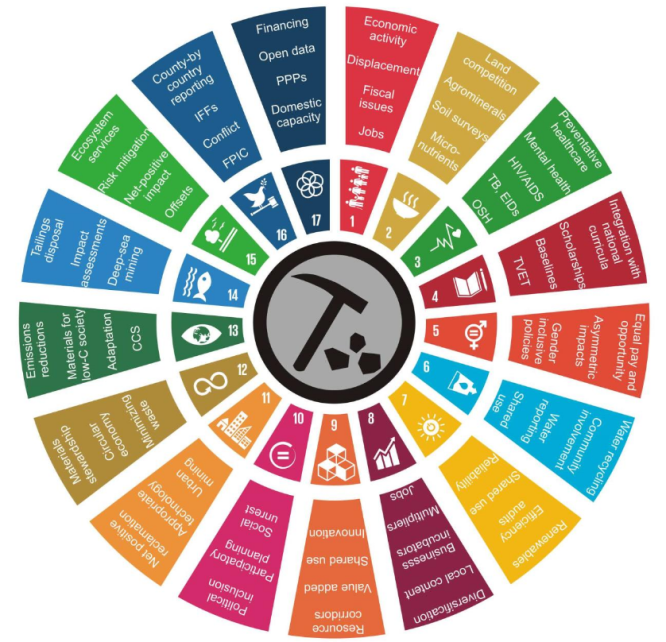 Economic
activity
Displacement
Fiscal
issues
Jobs
1
Land
competition
Agrominerals
Soil surveys
Micro-
nutrients
2
Preventative
healthcare
Mental health
HIV/AIDS
TB, EIDs
OSH
3
Integration with
national
curricula
Scholarships
Baselines
TVET
4
Equal pay and
opportunity
Asymmetric
impacts
Gender
inclusive
policies
5
Water recycling
Community
involvement
Water
reporting
Shared
use
6
Renewables
Efficiency
audits
Shared use
Reliability
7
Diversification
Local content
Businesss
incubators
Multipliers
Jobs
8
Resource
corridors
Value added
Shared use
Innovation
9
Political
inclusion
Participatory
planning
Social
unrest
10
Net positive
reclamation
Appropriate
technology
Urban
mining
11
Materials
stewardship
Circular
economy
Minimizing
waste
12
Emissions
reductions
Materials for
low-C society
Adaptation
CCS
13
Tailings
disposal
Impact
assessments
Deep-sea
mining
14
Ecosystem
services
Risk mitigation
Net-positive
impact
Offsets
15
County-by
country
reporting
IFFs
Conflict
FPIC
16
Financing
Open data
PPPs
Domestic
capacity
17